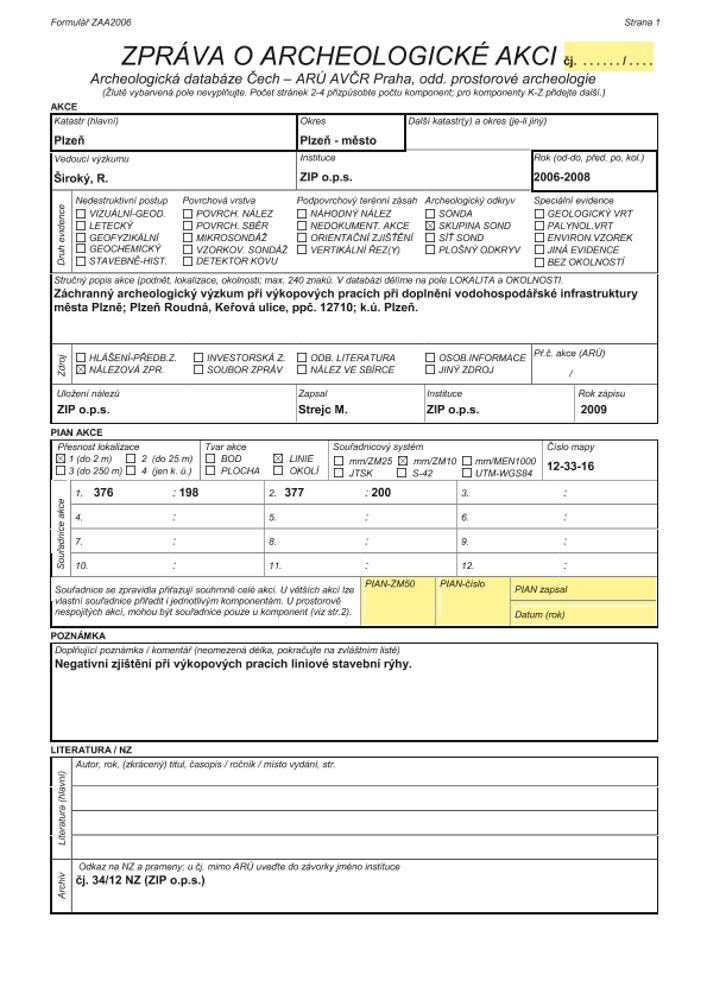 Formulář ZAA2006 Strana 1
ZPRÁVA O ARCHEOLOGICKÉ AKCI čj. ....../....
Archeologická databáze Čech – ARÚ AVČR Praha, odd. prostorové archeologie
(Žlutě vybarvená pole nevyplňujte. Počet stránek 2-4 přizpůsobte počtu komponent; pro komponenty K-Z přidejte další.)
AKCE
Katastr (hlavní) Okres Další katastr(y) a okres (je-li jiný)
Plzeň Plzeň - město
Vedoucí výzkumu Instituce Rok (od-do, před, po, kol.)
Široký, R. ZIP o.p.s. 2006-2008
Druh evidence
Nedestruktivní postup Povrchová vrstva Podpovrchový terénní zásah Archeologický odkryv Speciální evidence
☐ VIZUÁLNÍ-GEOD. ☐ POVRCH. NÁLEZ ☐ NÁHODNÝ NÁLEZ ☐ SONDA ☐ GEOLOGICKÝ VRT
☐ LETECKÝ ☐ POVRCH. SBĚR ☐ NEDOKUMENT. AKCE ☒ SKUPINA SOND ☐ PALYNOL.VRT
☐ GEOFYZIKÁLNÍ ☐ MIKROSONDÁŽ ☐ ORIENTAČNÍ ZJIŠTĚNÍ ☐ SÍŤ SOND ☐ ENVIRON.VZOREK
☐ GEOCHEMICKÝ ☐ VZORKOV. SONDÁŽ ☐ VERTIKÁLNÍ ŘEZ(Y) ☐ PLOŠNÝ ODKRYV ☐ JINÁ EVIDENCE
☐ STAVEBNĚ-HIST. ☐ DETEKTOR KOVU ☐ BEZ OKOLNOSTÍ
Stručný popis akce (podnět, lokalizace, okolnosti; max. 240 znaků. V databázi dělíme na pole LOKALITA a OKOLNOSTI.
Záchranný archeologický výzkum při výkopových pracích při doplnění vodohospodářské infrastruktury
města Plzně; Plzeň Roudná, Keřová ulice, ppč. 12710; k.ú. Plzeň.
Zdroj
☐ HLÁŠENÍ-PŘEDB.Z. ☐ INVESTORSKÁ Z. ☐ ODB. LITERATURA ☐ OSOB.INFORMACE Př.č. akce (ARÚ)
☒ NÁLEZOVÁ ZPR. ☐ SOUBOR ZPRÁV ☐ NÁLEZ VE SBÍRCE ☐ JINÝ ZDROJ /
Uložení nálezů Zapsal Instituce Rok zápisu
ZIP o.p.s. Strejc M. ZIP o.p.s. 2009
PIAN AKCE
Přesnost lokalizace Tvar akce Souřadnicový systém Číslo mapy
☒ 1 (do 2 m) ☐ 2 (do 25 m) ☐ BOD ☒ LINIE ☐ mm/ZM25 ☒ mm/ZM10 ☐ mm/MEN1000 12-33-16
☐ 3 (do 250 m) ☐ 4 (jen k. ú.) ☐ PLOCHA ☐ OKOLÍ ☐ JTSK ☐ S-42 ☐ UTM-WGS84
Souřadnice akce
1. 376 : 198 2. 377 : 200 3. :
4. : 5. : 6. :
7. : 8. : 9. :
10. : 11. : 12. :
Souřadnice se zpravidla přiřazují souhrnně celé akci. U větších akcí lze
vlastní souřadnice přiředit i jednotlivým komponentám. U prostorově
nespojitých akcí, mohou být souřadnice pouze u komponent (viz str.2).
PIAN-ZM50 PIAN-číslo PIAN zapsal
Datum (rok)
POZNÁMKA
Doplňující poznámka / komentář (neomezená délka, pokračujte na zvláštním listě)
Negativní zjištění při výkopových pracích liniové stavební rýhy.
LITERATURA / NZ
Literatura (hlavní)
Autor, rok, (zkrácený) titul, časopis / ročník / místo vydání, str.
Archiv
Odkaz na NZ a prameny; u čj. mimo ARÚ uveďte do závorky jméno instituce
čj. 34/12 NZ (ZIP o.p.s.)